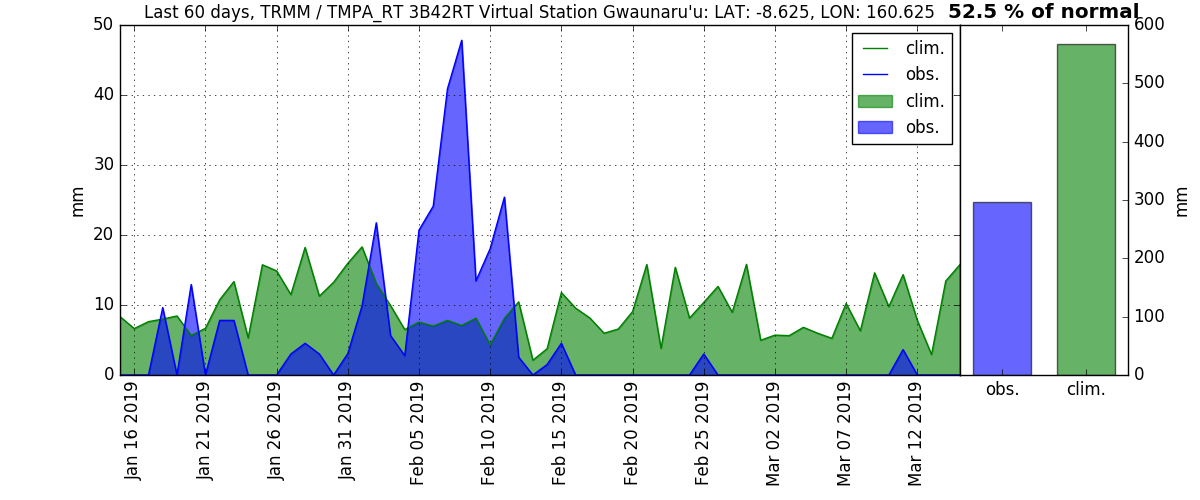 Last 60 days, TRMM / TMPA_RT 3B42RT Virtual Station Gwaunaru'u: LAT: -8.625, LON: 160.625
52.5 % of normal
50
40
30
20
10
0
mm
clim.
obs.
clim.
obs.
Jan 16 2019
Jan 21 2019
Jan 26 2019
Jan 31 2019
Feb 05 2019
Feb 10 2019
Feb 15 2019
Feb 20 2019
Feb 25 2019
Mar 02 2019
Mar 07 2019
Mar 12 2019
600
500
400
300
200
100
0
mm
obs.
clim.